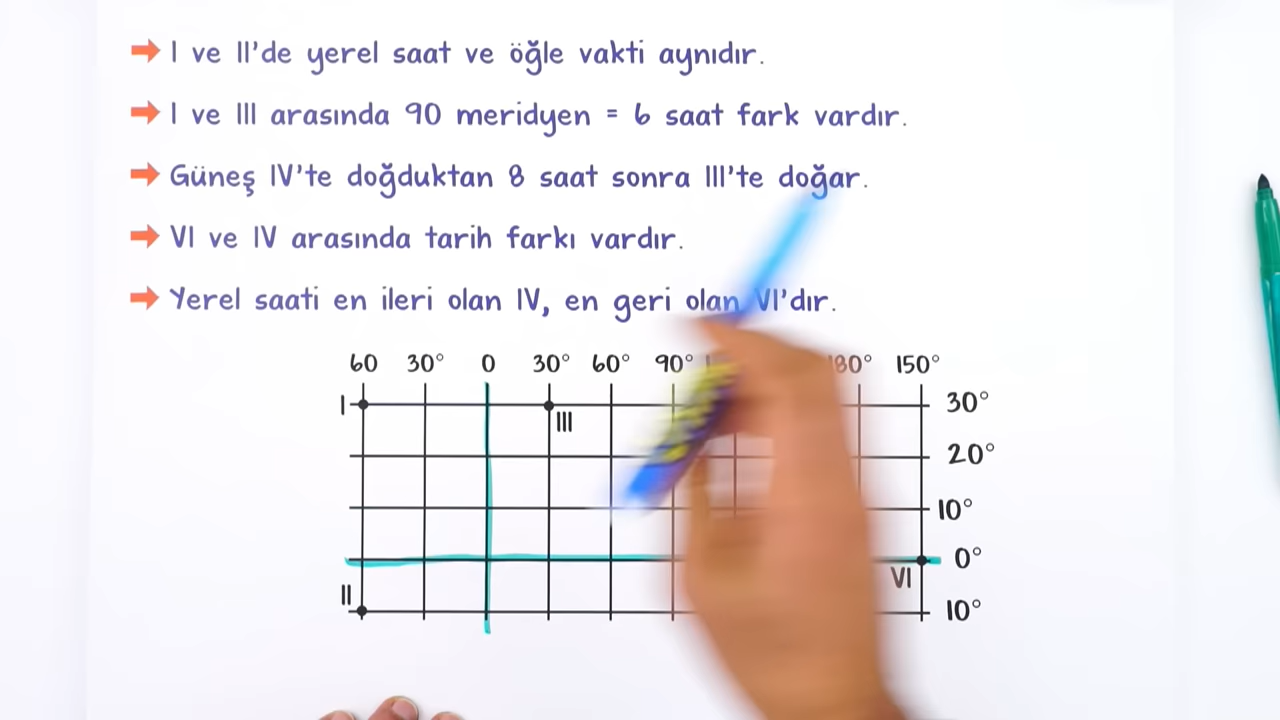 I ve II'de yerel saat ve öğle vakti aynıdır.
I ve III arasında 90 meridyen = 6 saat fark vardır.
Güneş IV'te doğduktan 8 saat sonra III'te doğar.
VI ve IV arasında tarih farkı vardır.
Yerel saati en ileri olan IV, en geri olan VI'dır.
60 30° 0 30° 60° 90° 150°
I 30°
III
20°
10°
0°
VI
II 10°